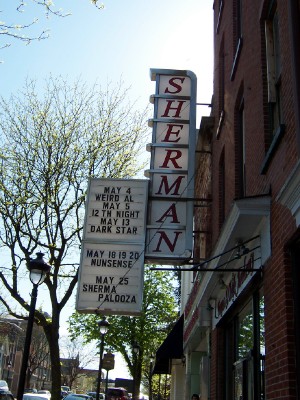 SHERMAN
MAY 4
WEIRD AL
MAY 5
12TH NIGHT
MAY 13
DARK STAR
MAY 18 19 20
NUNSENSE
MAY 25
SHERMA
PALOOZA